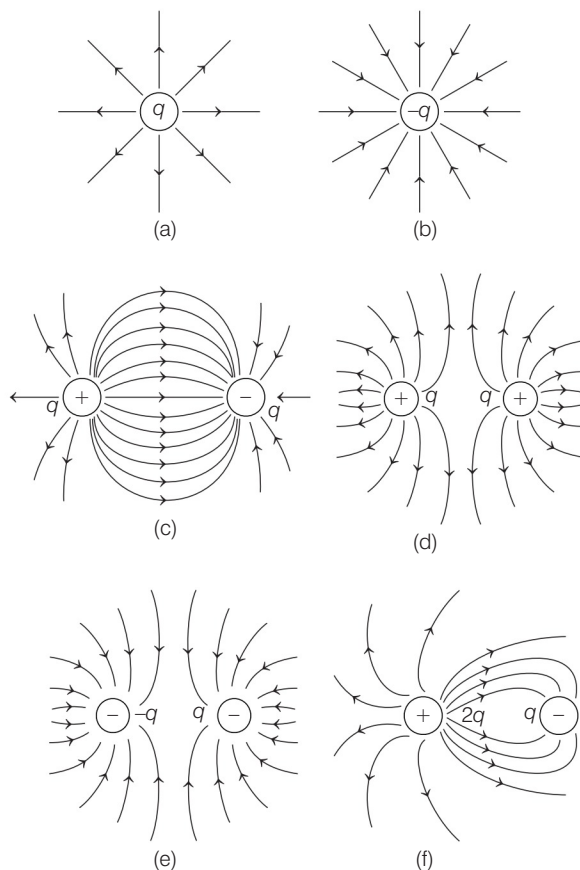 q
–q
(a)
(b)
+
–
q
q
(c)
+
q
q
+
(d)
–
–q
q
–
(e)
+
2q
q
–
(f)